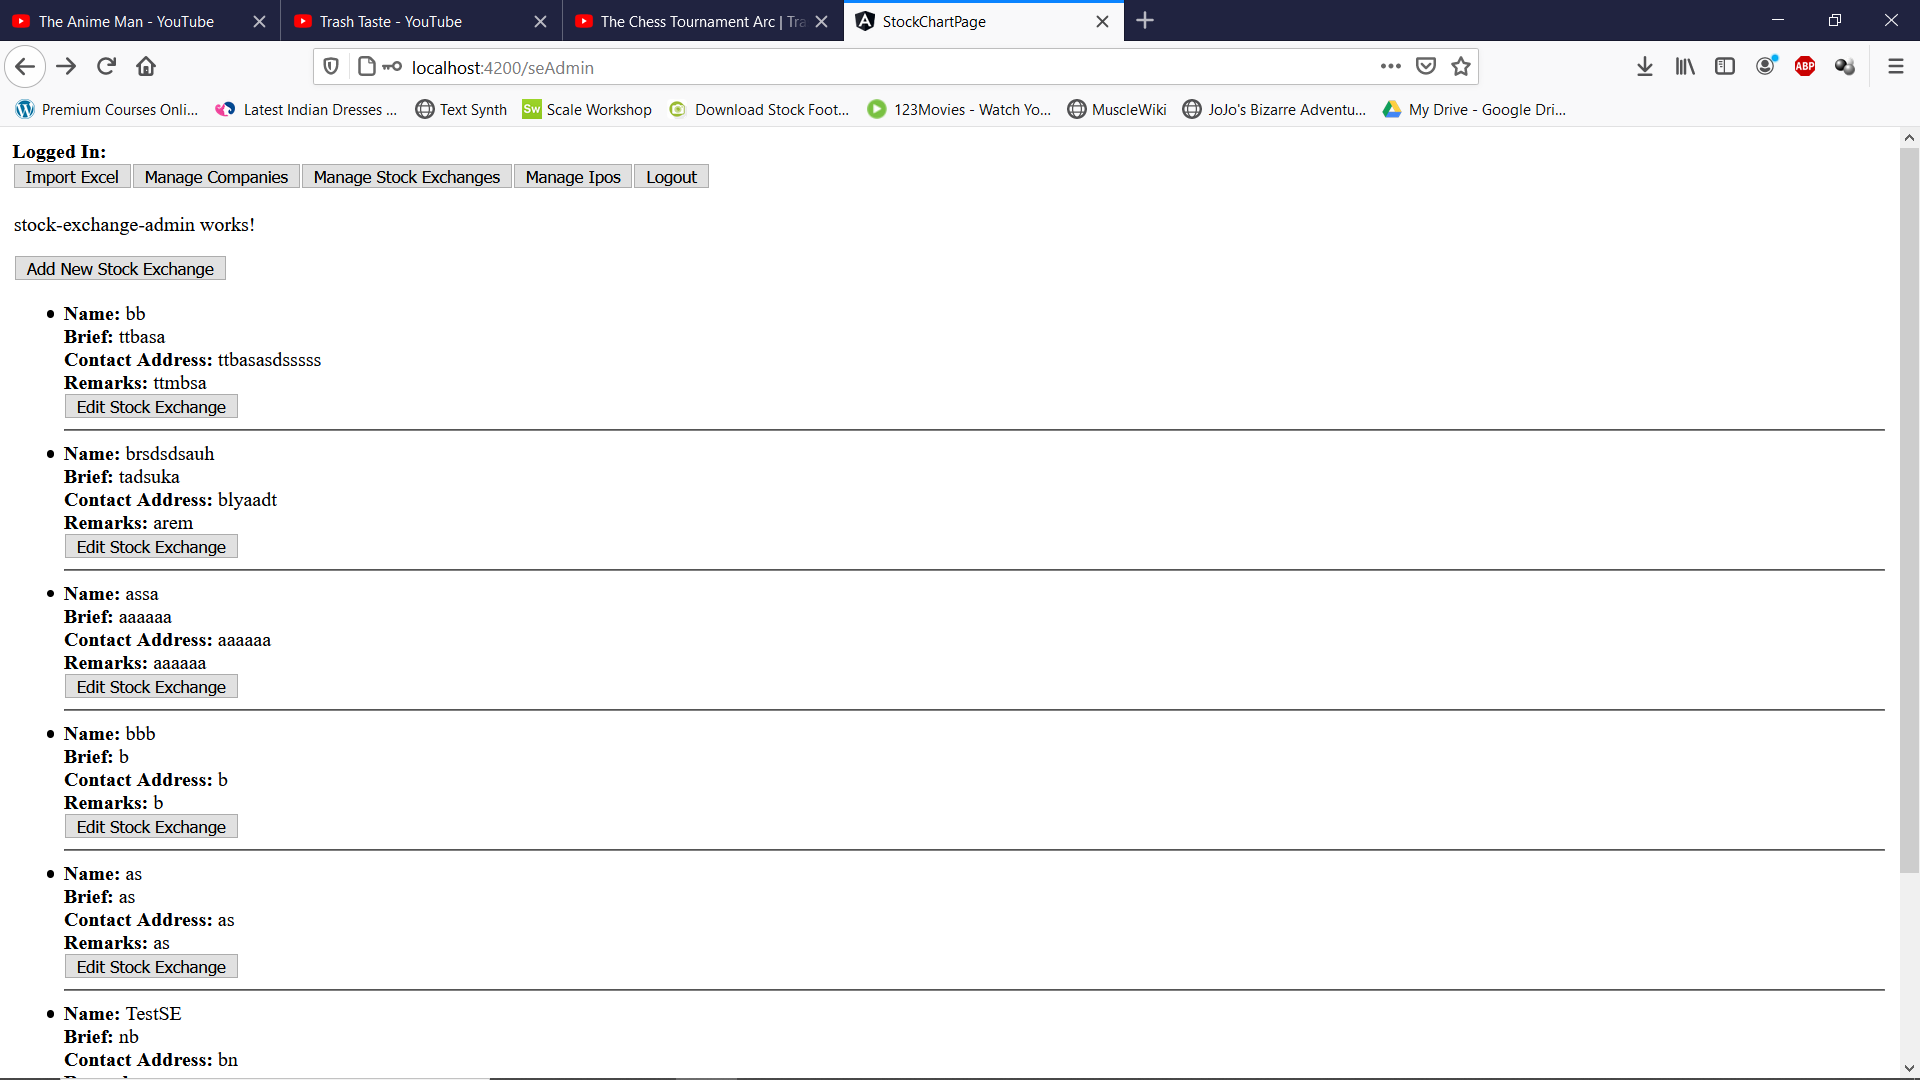 The Anime Man - YouTube
Trash Taste - YouTube
The Chess Tournament Arc | Tra
StockChartPage
localhost:4200/seAdmin
ABP
Premium Courses Onli...
Latest Indian Dresses ...
Text Synth
Sw Scale Workshop
Download Stock Foot...
123Movies - Watch Yo...
MuscleWiki
JoJo's Bizarre Adventu...
My Drive - Google Dri...
Logged In:
Import Excel Manage Companies Manage Stock Exchanges Manage Ipos Logout
stock-exchange-admin works!
Add New Stock Exchange
Name: bb
Brief: ttbasa
Contact Address: ttbasasdsssss
Remarks: ttmbsa
Edit Stock Exchange
Name: brsdsdsauh
Brief: tadsuka
Contact Address: blyaadt
Remarks: arem
Edit Stock Exchange
Name: assa
Brief: aaaaaa
Contact Address: aaaaaa
Remarks: aaaaaa
Edit Stock Exchange
Name: bbb
Brief: b
Contact Address: b
Remarks: b
Edit Stock Exchange
Name: as
Brief: as
Contact Address: as
Remarks: as
Edit Stock Exchange
Name: TestSE
Brief: nb
Contact Address: bn